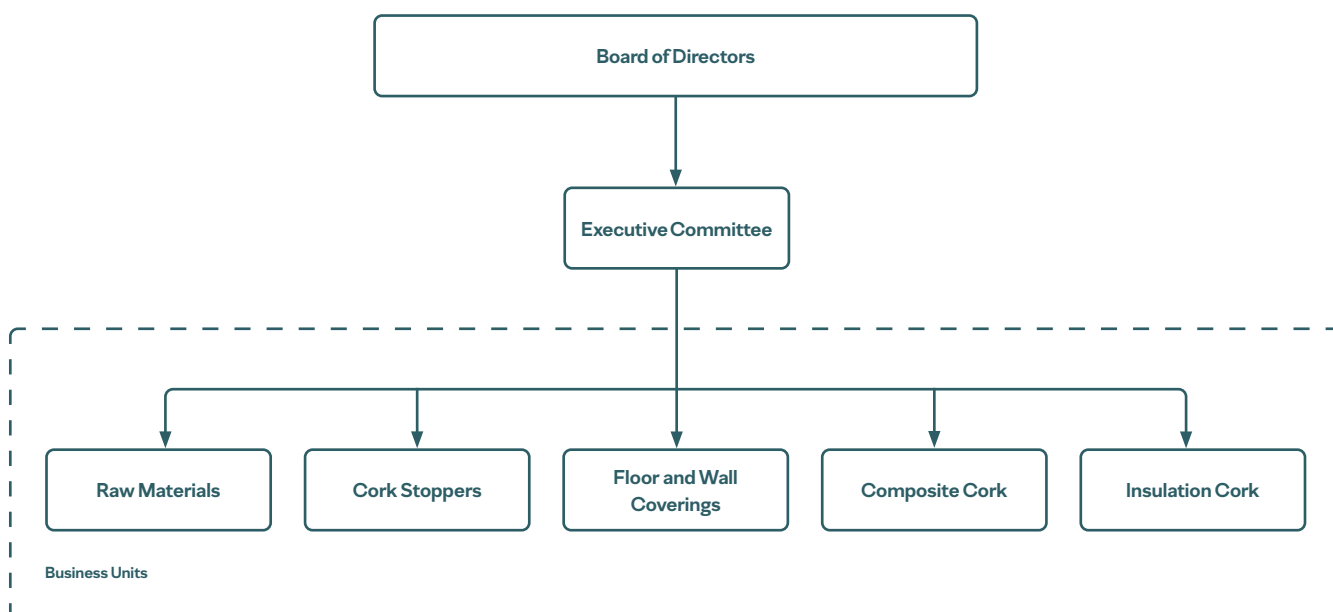 Board of Directors
Executive Committee
Raw Materials
Cork Stoppers
Floor and Wall
Coverings
Composite Cork
Insulation Cork
Business Units